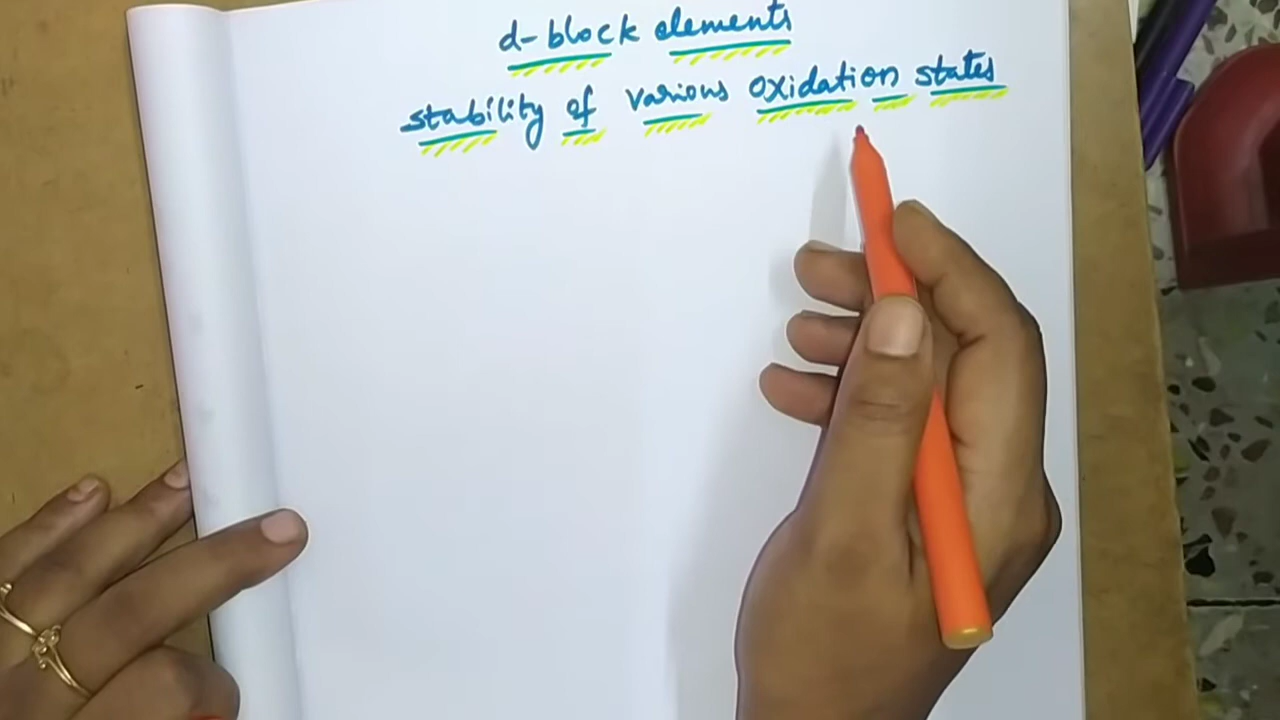 d-block elements
stability of various oxidation states